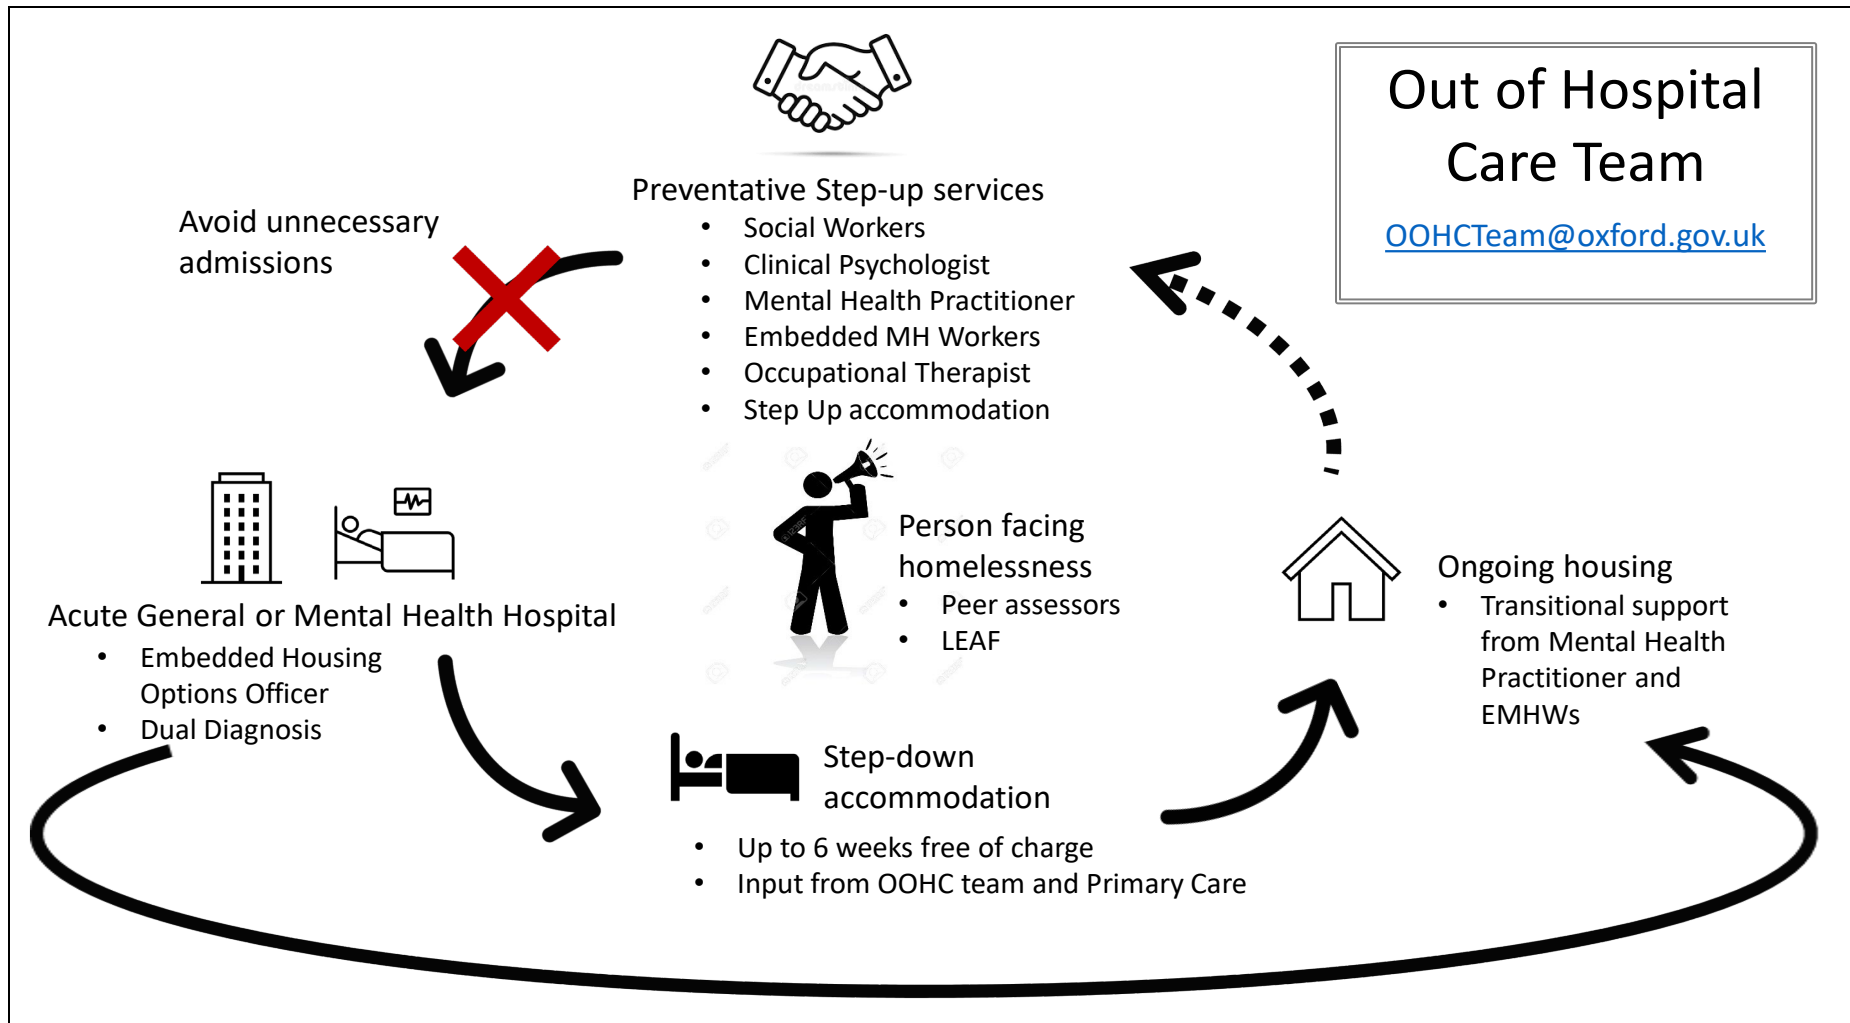 Out of Hospital
Care Team
OOHCTeam@oxford.gov.uk
Preventative Step-up services
• Social Workers
• Clinical Psychologist
• Mental Health Practitioner
• Embedded MH Workers
• Occupational Therapist
• Step Up accommodation
Avoid unnecessary
admissions
Person facing
homelessness
• Peer assessors
• LEAF
Acute General or Mental Health Hospital
• Embedded Housing
Options Officer
• Dual Diagnosis
Ongoing housing
• Transitional support
from Mental Health
Practitioner and
EMHWs
Step-down
accommodation
• Up to 6 weeks free of charge
• Input from OOHC team and Primary Care